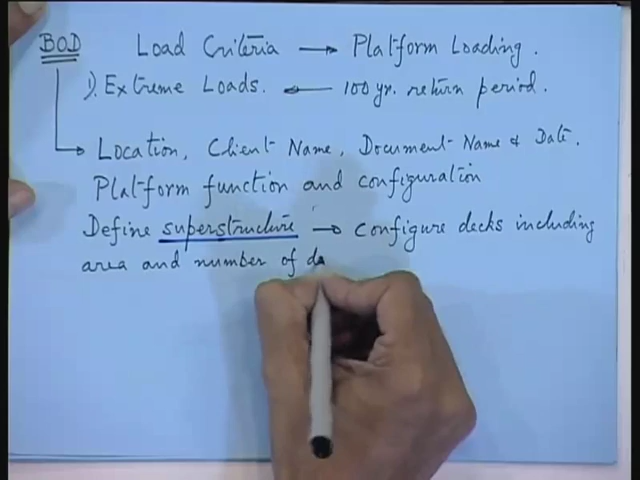 BOD Load Criteria → Platform Loading.
1). Extreme Loads. ← 100 yr. return period.
→ Location, Client Name, Document Name & Date.
Platform function and configuration
Define superstructure → configure decks including
area and number of